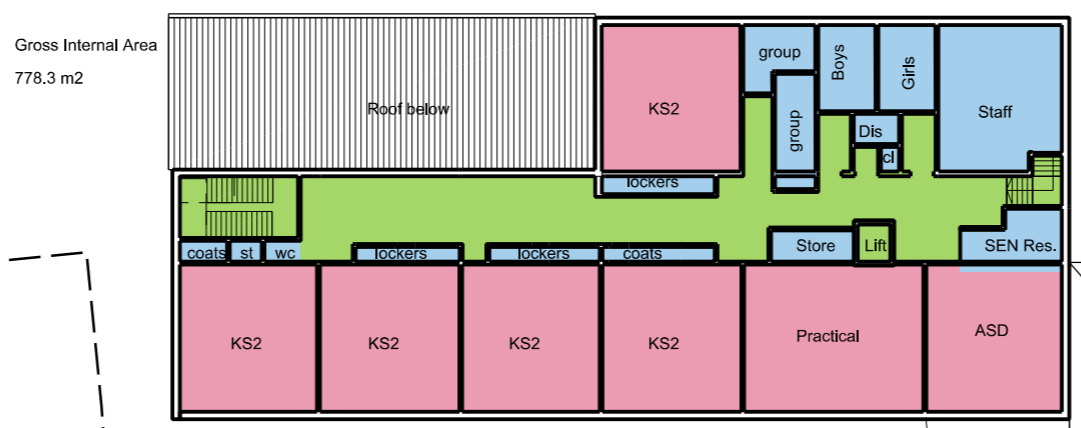 Gross Internal Area
778.3 m2
Roof below
KS2
group
group
Boys
Girls
Staff
Dis
cl
lockers
coats
st
wc
lockers
lockers
coats
Store
Lift
SEN Res.
KS2
KS2
KS2
KS2
Practical
ASD